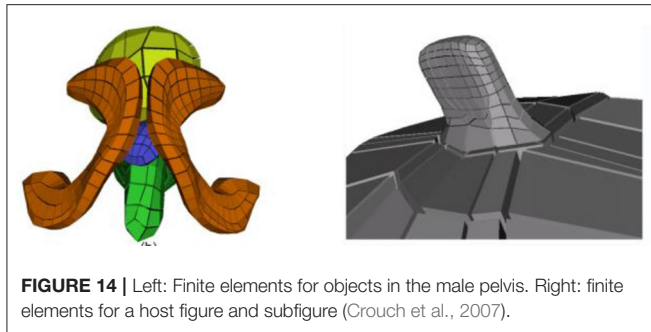 FIGURE 14 | Left: Finite elements for objects in the male pelvis. Right: finite
elements for a host figure and subfigure (Crouch et al., 2007).